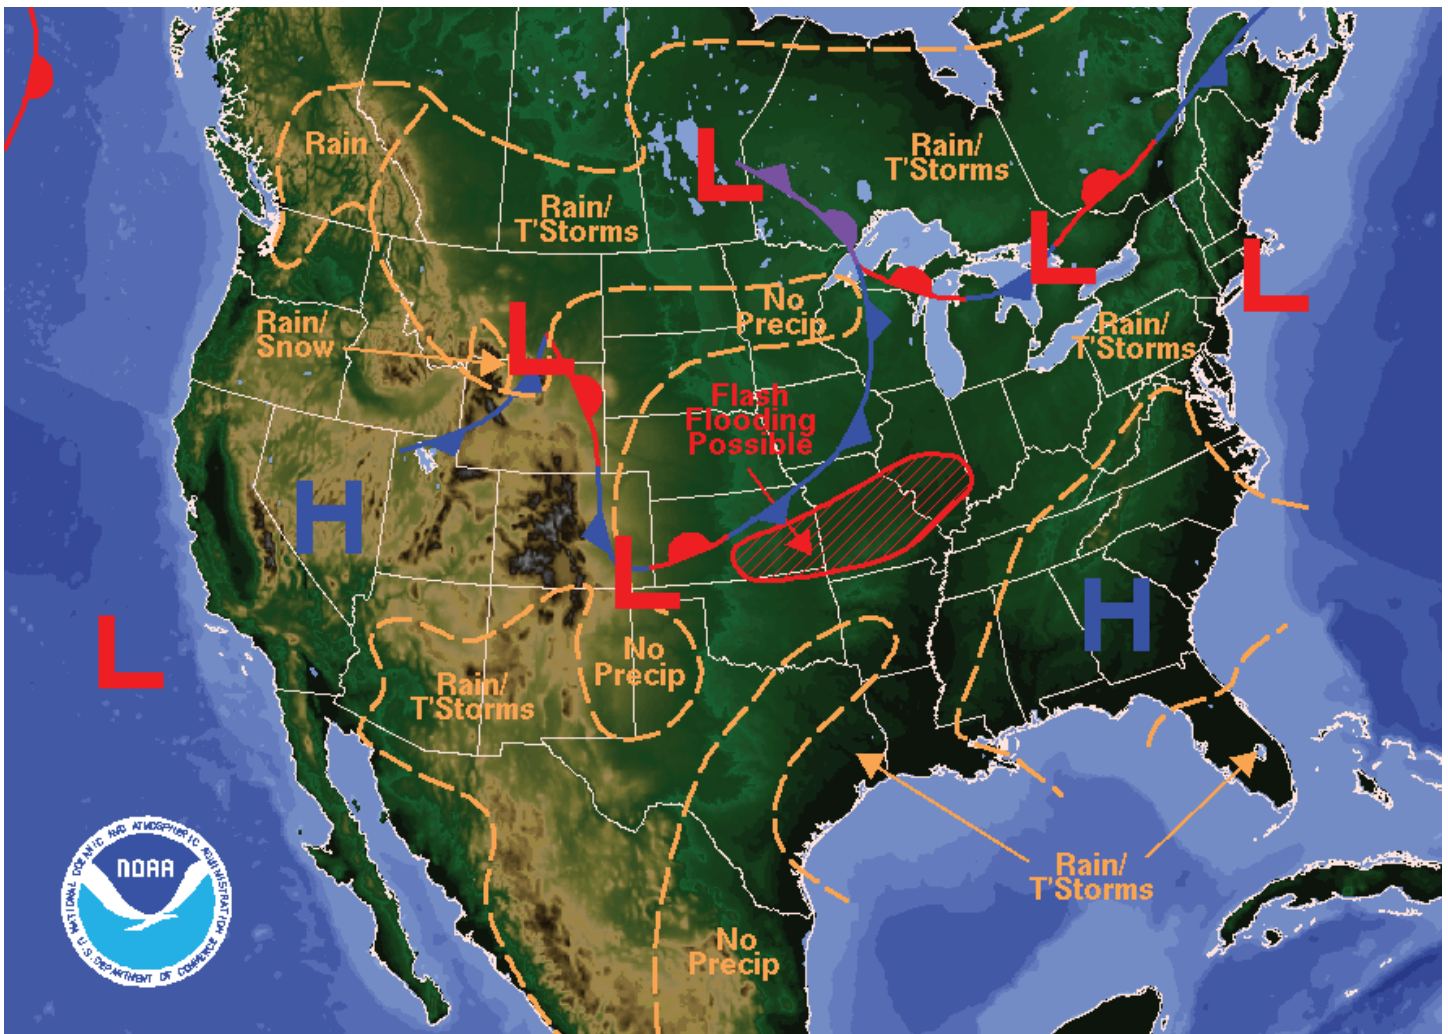 L
Rain
Rain/
T'Storms
Rain/
T'Storms
L
L
Rain/
Snow
L
No
Precip
L
Rain/
T'Storms
Flash
Flooding
Possible
H
L
H
L
Rain/
T'Storms
No
Precip
Rain/
T'Storms
No
Precip
NATIONAL OCEANIC AND ATMOSPHERIC ADMINISTRATION
NOAA
U.S. DEPARTMENT OF COMMERCE